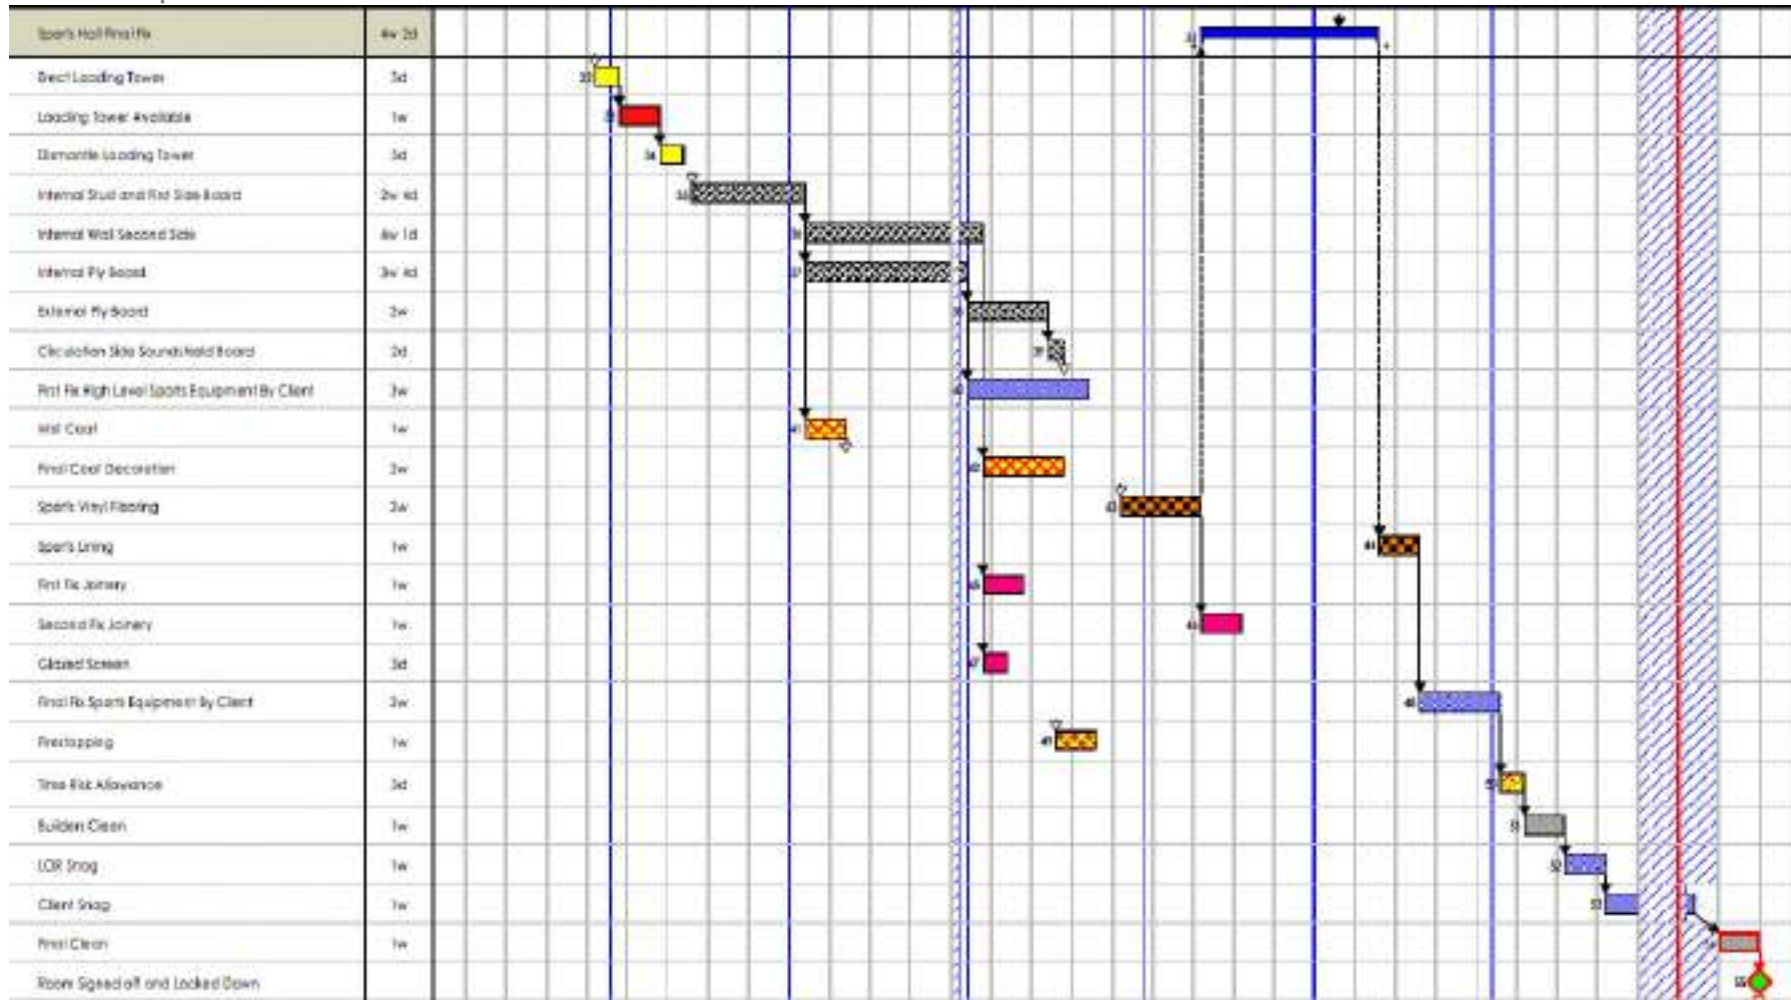 Sports Hall Final Fix 4w 2d
Erect Loading Tower 3d
Loading Tower Available 1w
Dismantle Loading Tower 3d
Internal Stud and First Side Board 2w 4d
Internal Wall Second Side 4w 1d
Internal Ply Board 3w 4d
External Ply Board 2w
Circulation Side Soundshield Board 2d
First Fix High Level Sports Equipment By Client 3w
Mist Coat 1w
Final Coat Decoration 2w
Sports Vinyl Flooring 2w
Sports Lining 1w
First Fix Joinery 1w
Second Fix Joinery 1w
Glazed Screen 3d
Final Fix Sports Equipment By Client 2w
Firestopping 1w
Time Risk Allowance 3d
Builders Clean 1w
LOR Snag 1w
Client Snag 1w
Final Clean 1w
Room Signed off and Locked Down